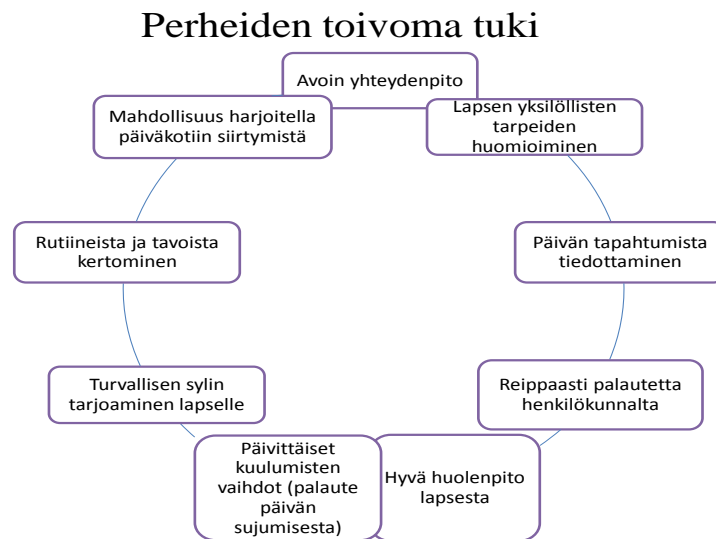 Perheiden toivoma tuki
Avoin yhteydenpito
Lapsen yksilöllisten
tarpeiden
huomioiminen
Päivän tapahtumista
tiedottaminen
Reippaasti palautetta
henkilökunnalta
Hyvä huolenpito
lapsesta
Päivittäiset
kuulumisten
vaihdot (palaute
päivän
sujumisesta)
Turvallisen sylin
tarjoaminen lapselle
Rutiineista ja tavoista
kertominen
Mahdollisuus harjoitella
päiväkotiin siirtymistä